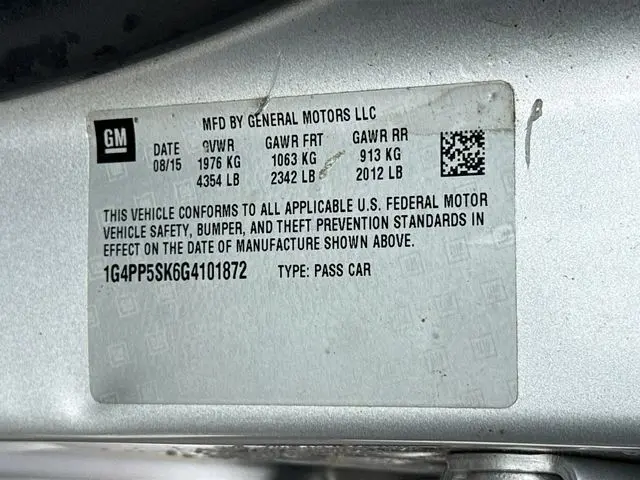 MFD BY GENERAL MOTORS LLC
GM
DATE GVWR GAWR FRT GAWR RR
08/15 1976 KG 1063 KG 913 KG
4354 LB 2342 LB 2012 LB
THIS VEHICLE CONFORMS TO ALL APPLICABLE U.S. FEDERAL MOTOR
VEHICLE SAFETY, BUMPER, AND THEFT PREVENTION STANDARDS IN
EFFECT ON THE DATE OF MANUFACTURE SHOWN ABOVE.
1G4PP5SK6G4101872 TYPE: PASS CAR